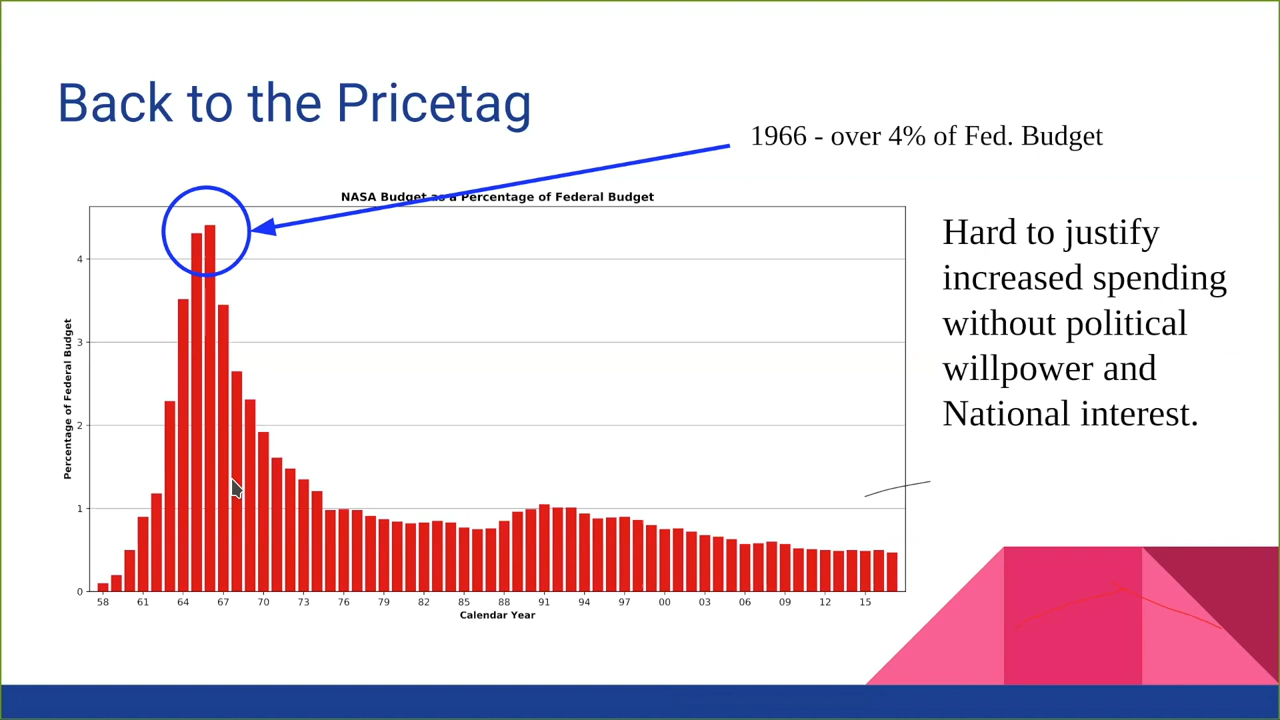 Back to the Pricetag
1966 - over 4% of Fed. Budget
NASA Budget as a Percentage of Federal Budget
Hard to justify
increased spending
without political
willpower and
National interest.
Percentage of Federal Budget
4
3
2
1
0
58 61 64 67 70 73 76 79 82 85 88 91 94 97 00 03 06 09 12 15
Calendar Year